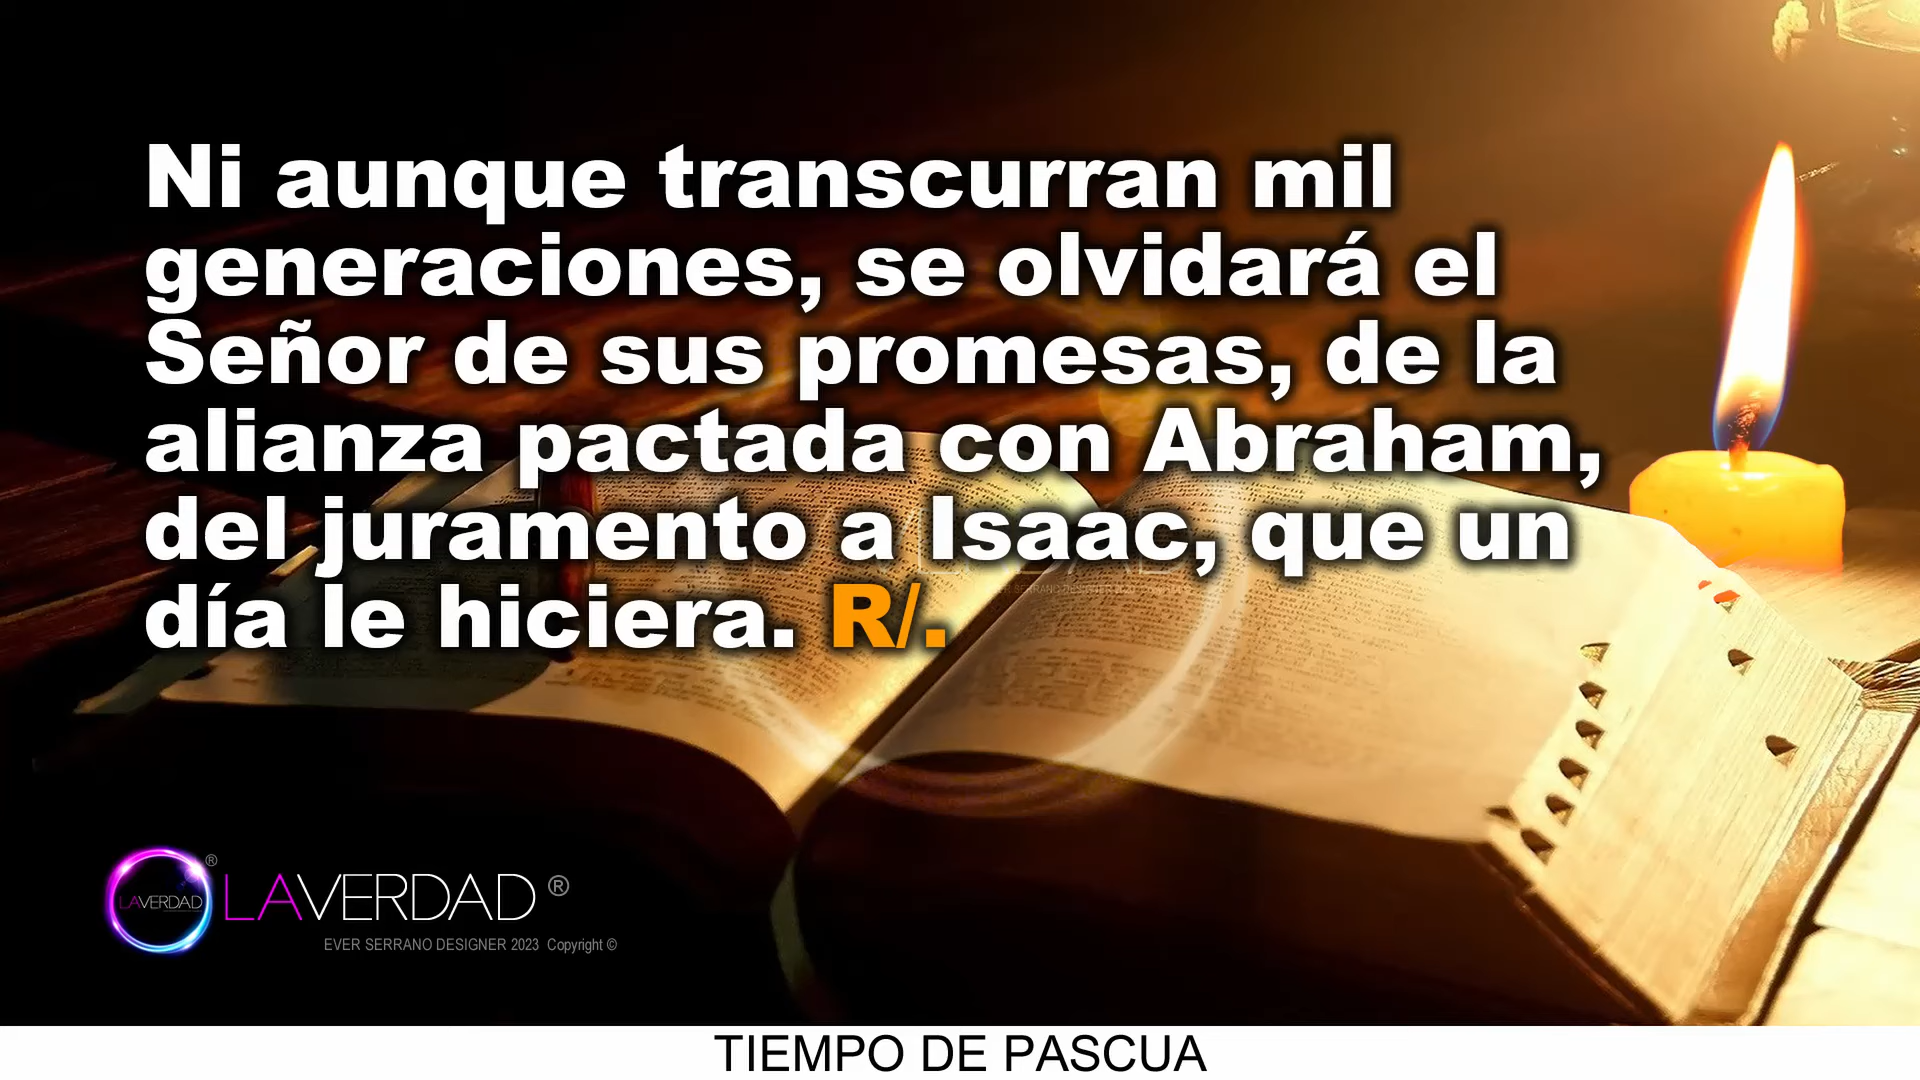 Ni aunque transcurran mil
generaciones, se olvidará el
Señor de sus promesas, de la
alianza pactada con Abraham,
del juramento a Isaac, que un
día le hiciera. R/.
LAVERDAD
®
LAVERDAD ®
EVER SERRANO DESIGNER 2023 Copyright ©
TIEMPO DE PASCUA